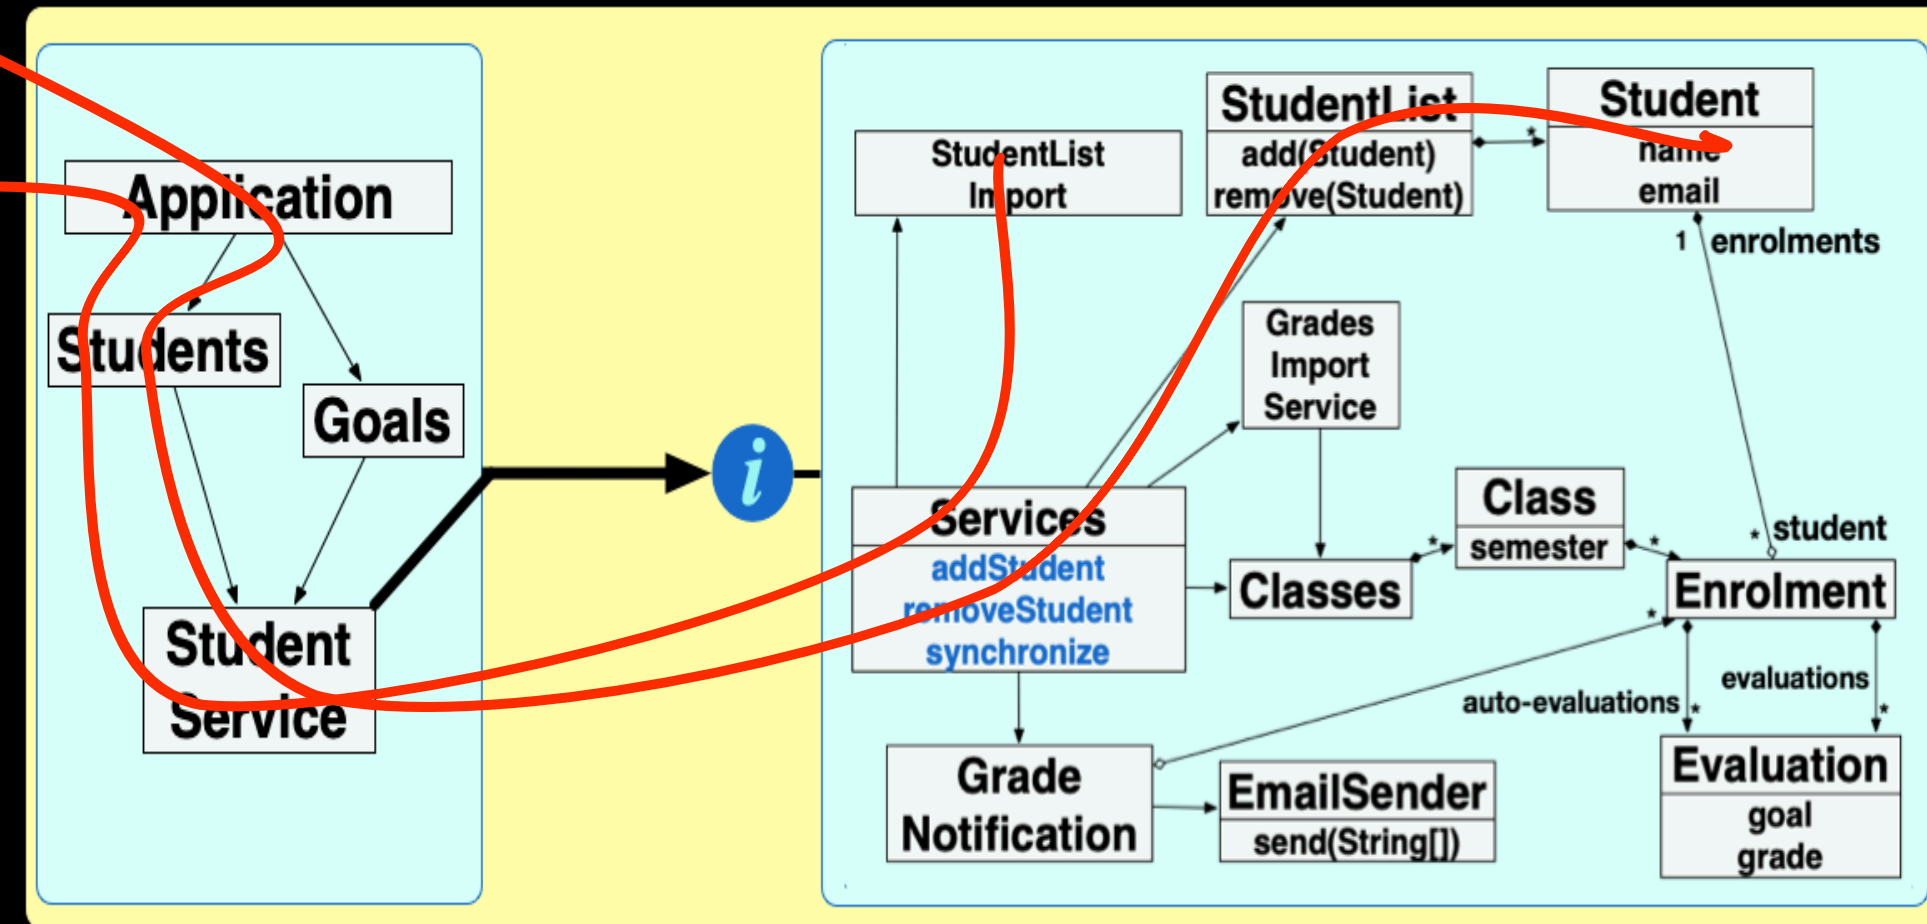 Application
Students
Goals
Student
Service
i
StudentList
Import
StudentList
add(Student)
remove(Student)
*
Student
name
email
1 enrolments
Grades
Import
Service
Services
addStudent
removeStudent
synchronize
Classes
*
Class
semester
*
* student
Enrolment
*
auto-evaluations
*
evaluations
*
Grade
Notification
EmailSender
send(String[])
Evaluation
goal
grade